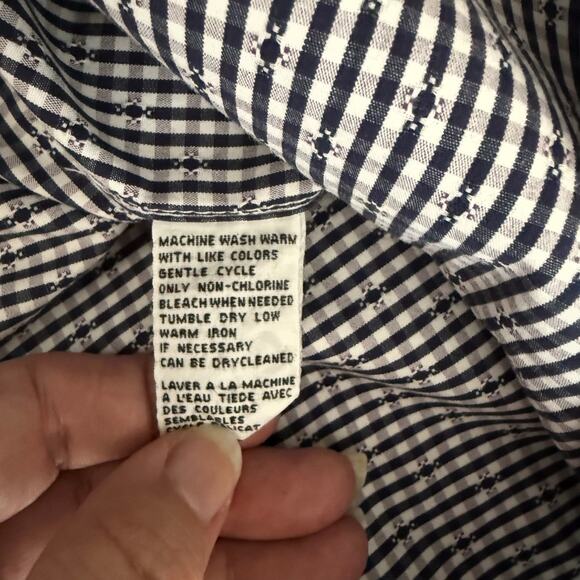 MACHINE WASH WARM
WITH LIKE COLORS
GENTLE CYCLE
ONLY NON-CHLORINE
BLEACH WHEN NEEDED
TUMBLE DRY LOW
WARM IRON
IF NECESSARY
CAN BE DRYCLEANED
LAVER A LA MACHINE
A L'EAU TIEDE AVEC
DES COULEURS
SEMBLABLES